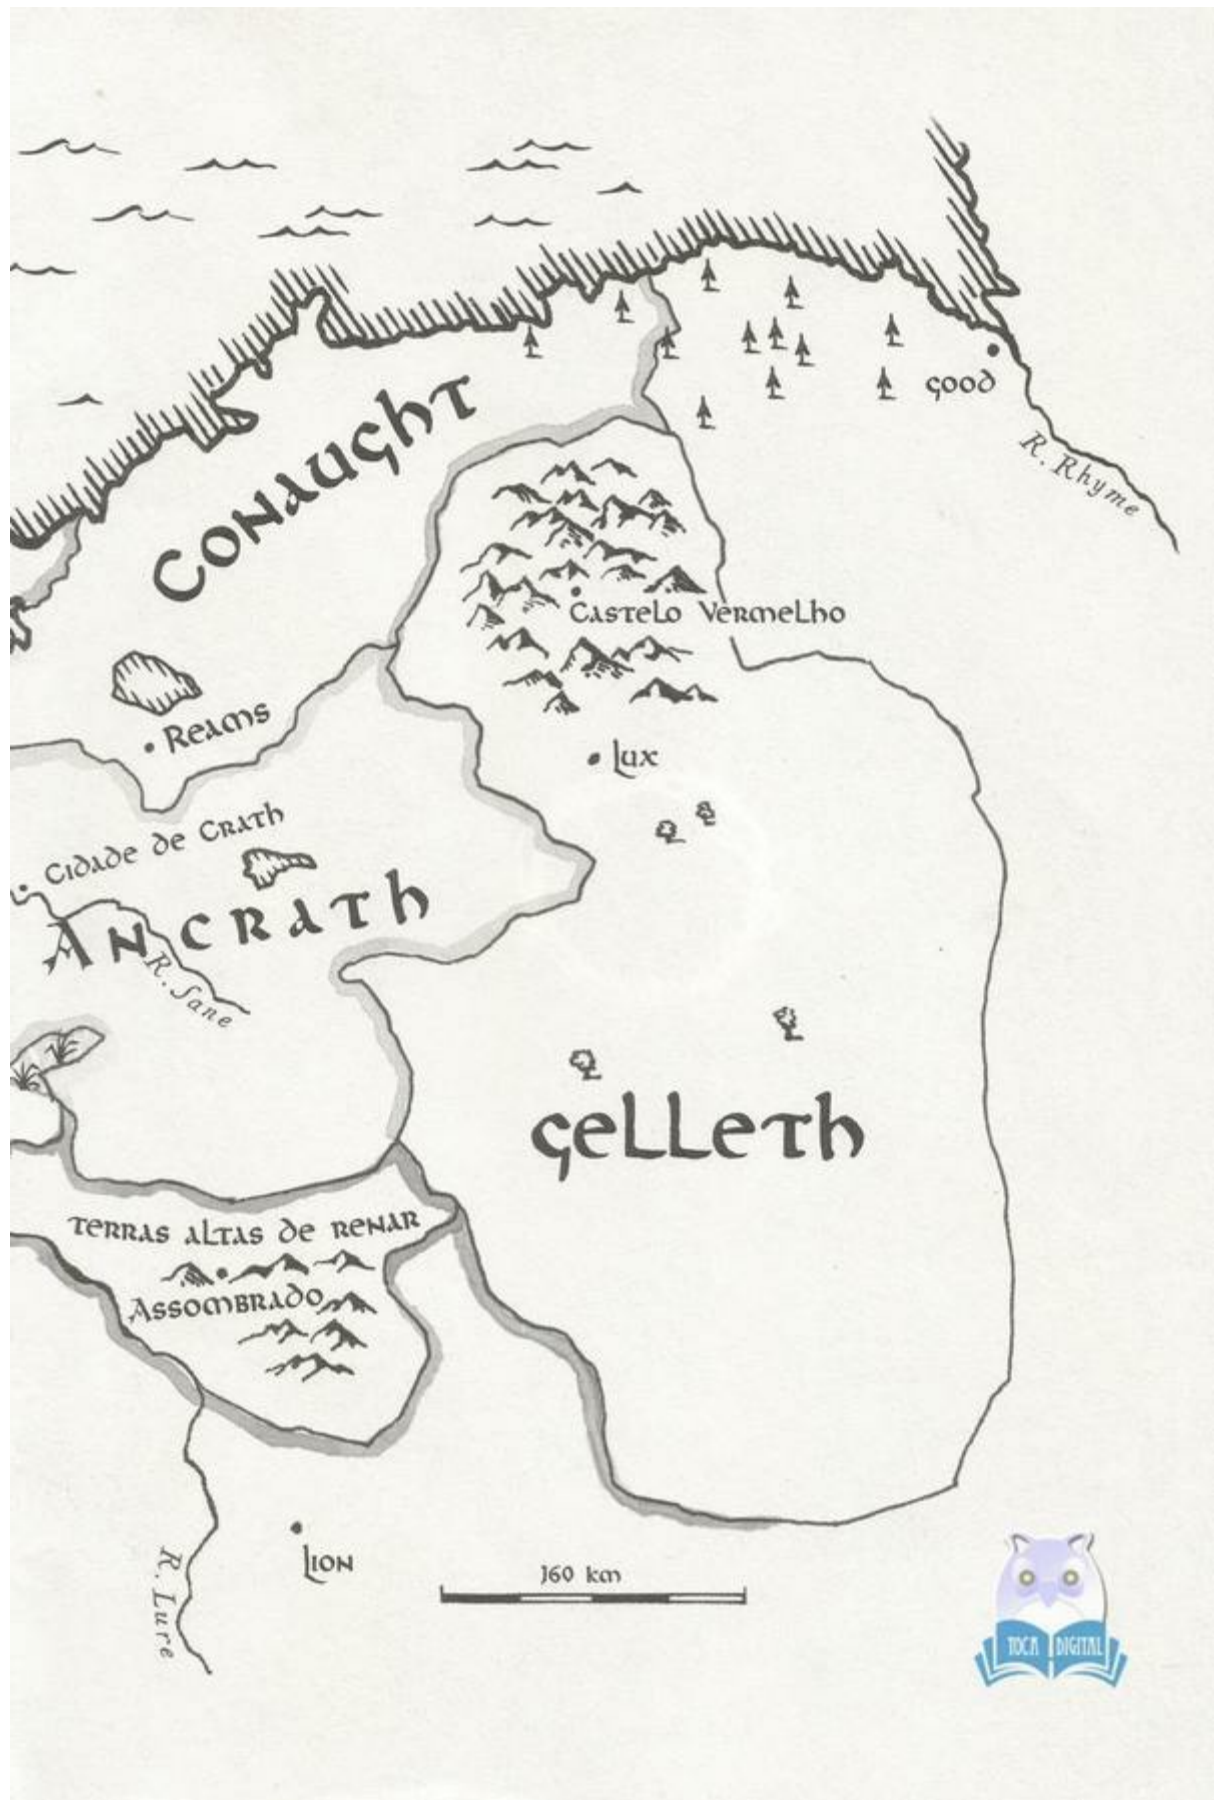 Conaught
Good
R. Rhyme
Castelo Vermelho
Reams
Lux
Cidade de Crath
Ancrath
R. Sane
Gelleth
Terras Altas de Renar
Assombrado
Lion
R. Lure
160 km
TOCA DIGITAL